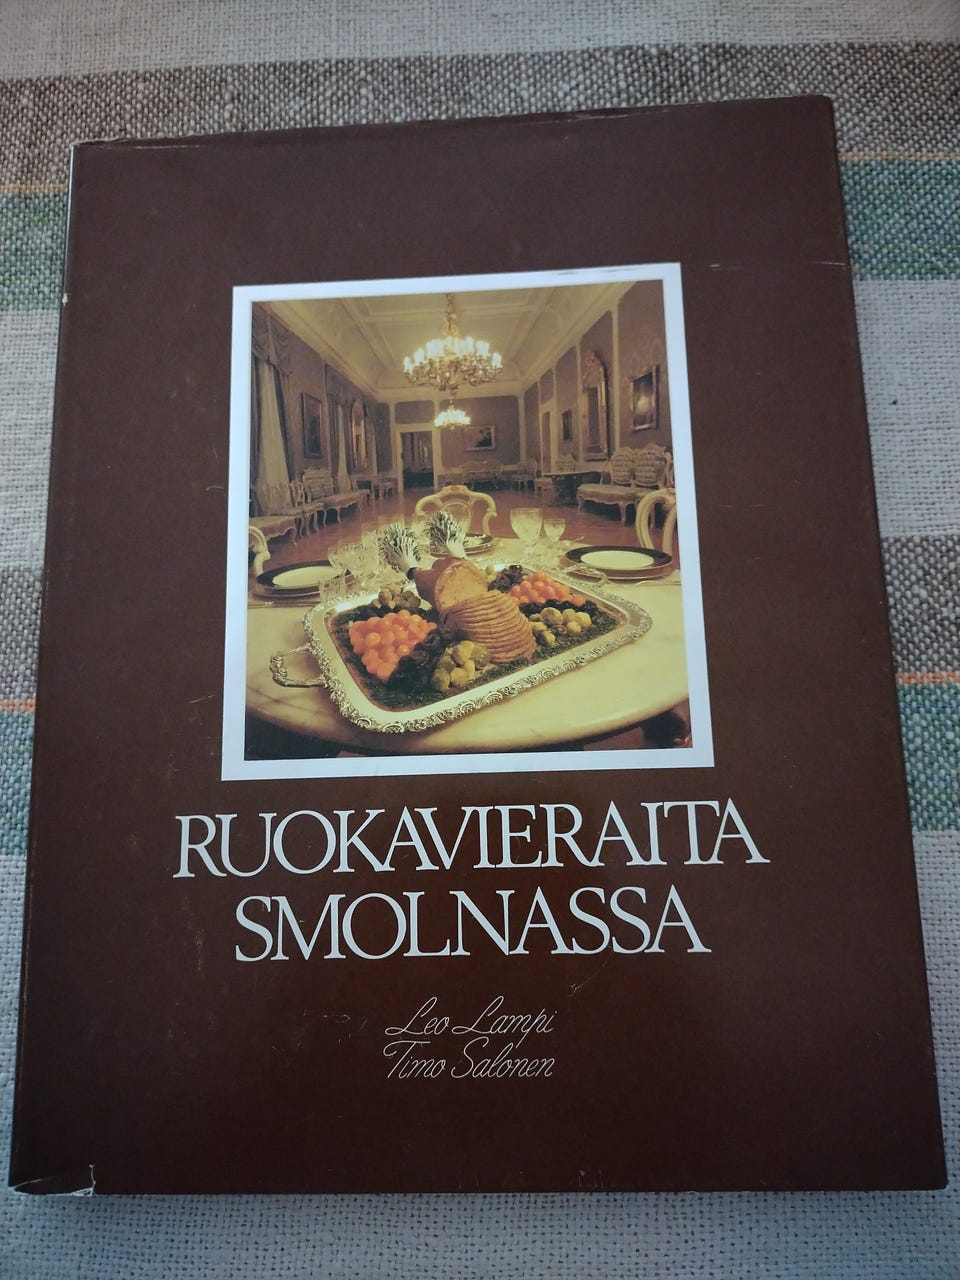 RUOKAVIERAITA
SMOLNASSA
Leo Lampi
Timo Salonen